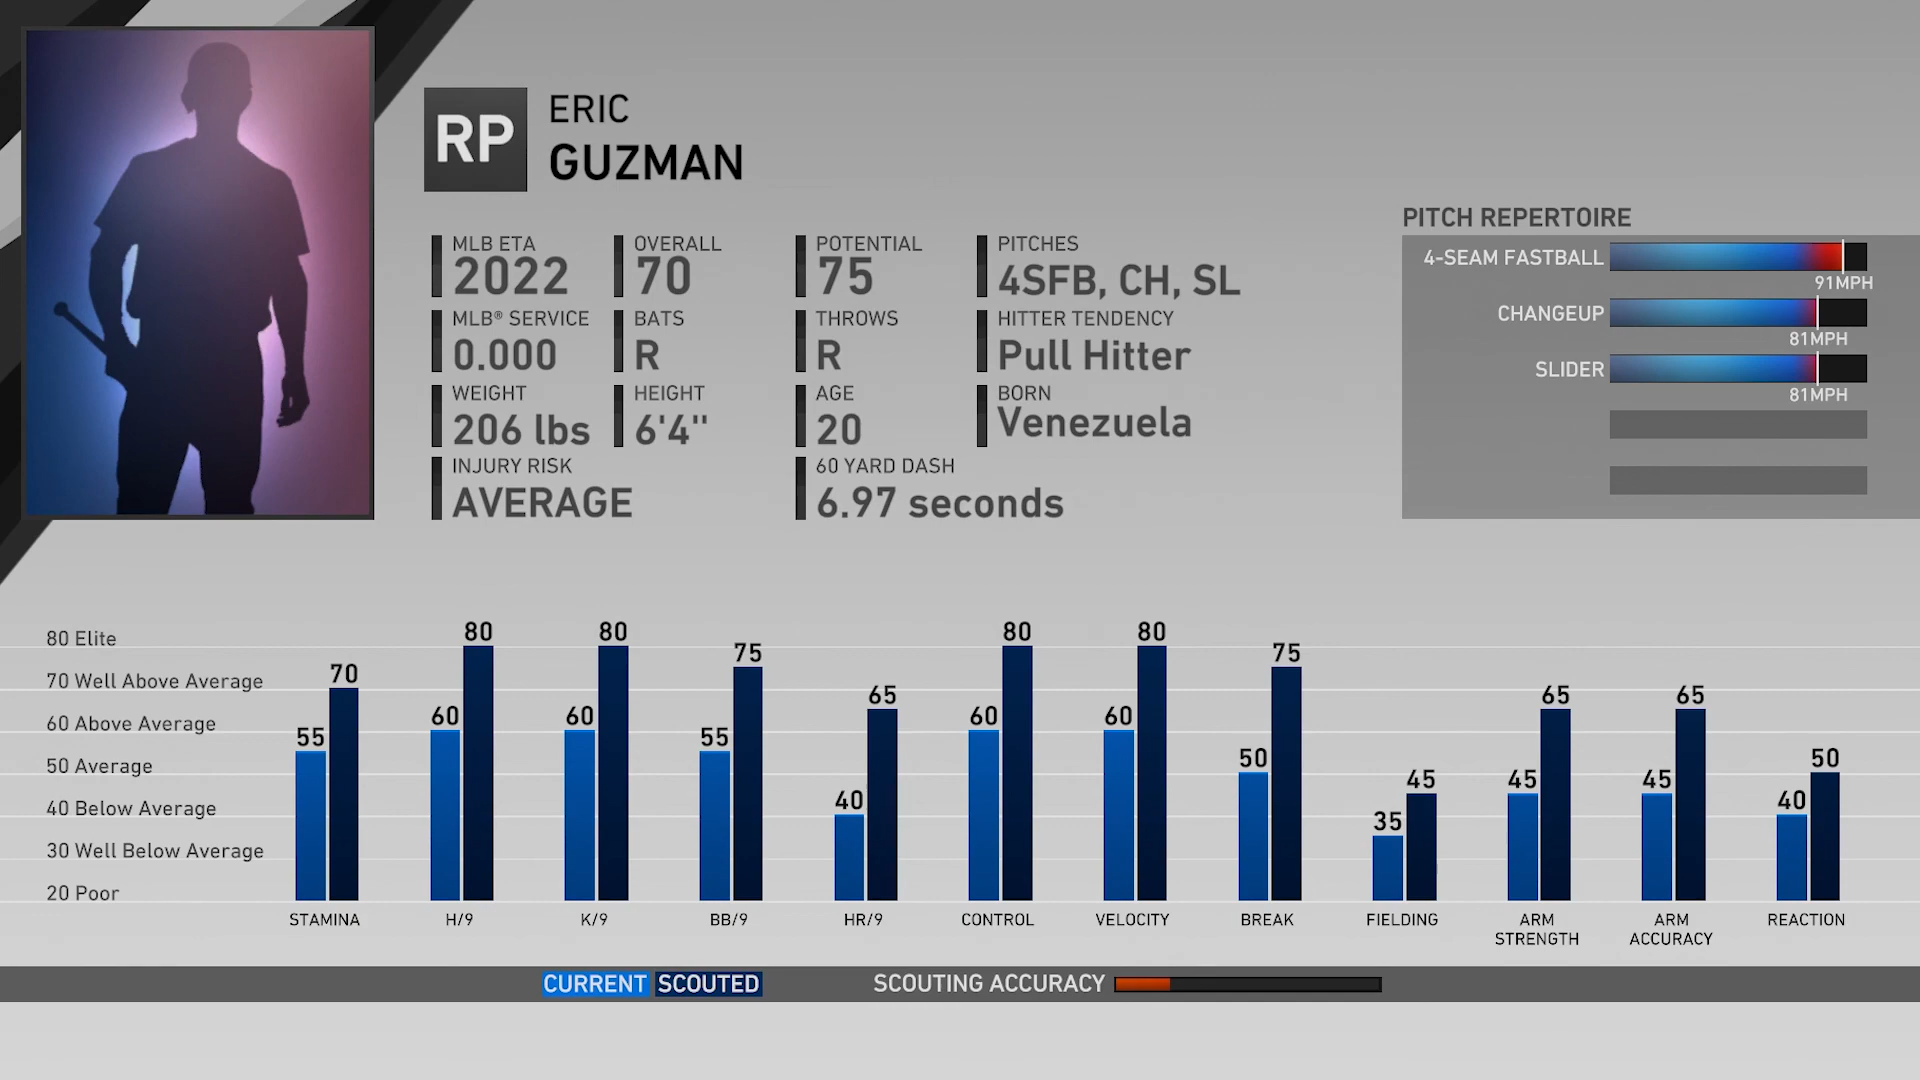 RP
ERIC
GUZMAN
MLB ETA
2022
OVERALL
70
POTENTIAL
75
PITCHES
4SFB, CH, SL
MLB® SERVICE
0.000
BATS
R
THROWS
R
HITTER TENDENCY
Pull Hitter
WEIGHT
206 lbs
HEIGHT
6'4"
AGE
20
BORN
Venezuela
INJURY RISK
AVERAGE
60 YARD DASH
6.97 seconds
PITCH REPERTOIRE
4-SEAM FASTBALL
91MPH
CHANGEUP
81MPH
SLIDER
81MPH
80 Elite
70 Well Above Average
60 Above Average
50 Average
40 Below Average
30 Well Below Average
20 Poor
55 70
60 80
60 80
55 75
40 65
60 80
60 80
50 75
35 45
45 65
45 65
40 50
STAMINA
H/9
K/9
BB/9
HR/9
CONTROL
VELOCITY
BREAK
FIELDING
ARM
STRENGTH
ARM
ACCURACY
REACTION
CURRENT SCOUTED
SCOUTING ACCURACY